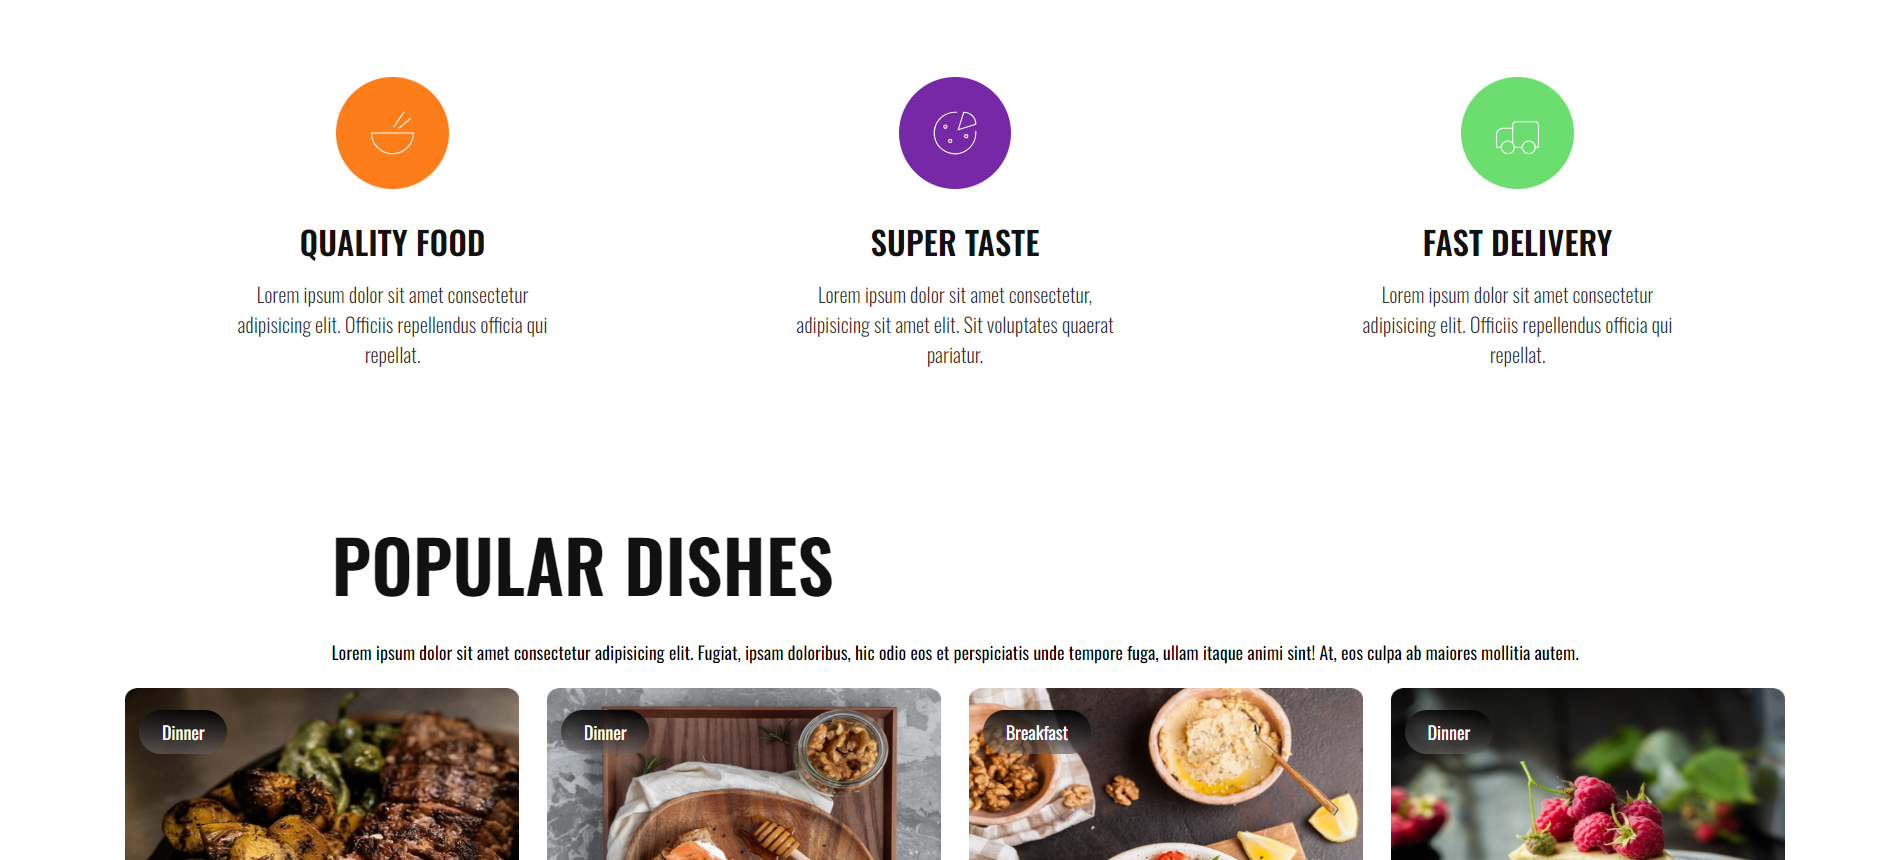 QUALITY FOOD
Lorem ipsum dolor sit amet consectetur
adipisicing elit. Officiis repellendus officia qui
repellat.
SUPER TASTE
Lorem ipsum dolor sit amet consectetur,
adipisicing sit amet elit. Sit voluptates quaerat
pariatur.
FAST DELIVERY
Lorem ipsum dolor sit amet consectetur
adipisicing elit. Officiis repellendus officia qui
repellat.
POPULAR DISHES
Lorem ipsum dolor sit amet consectetur adipisicing elit. Fugiat, ipsam doloribus, hic odio eos et perspiciatis unde tempore fuga, ullam itaque animi sint! At, eos culpa ab maiores mollitia autem.
Dinner
Dinner
Breakfast
Dinner